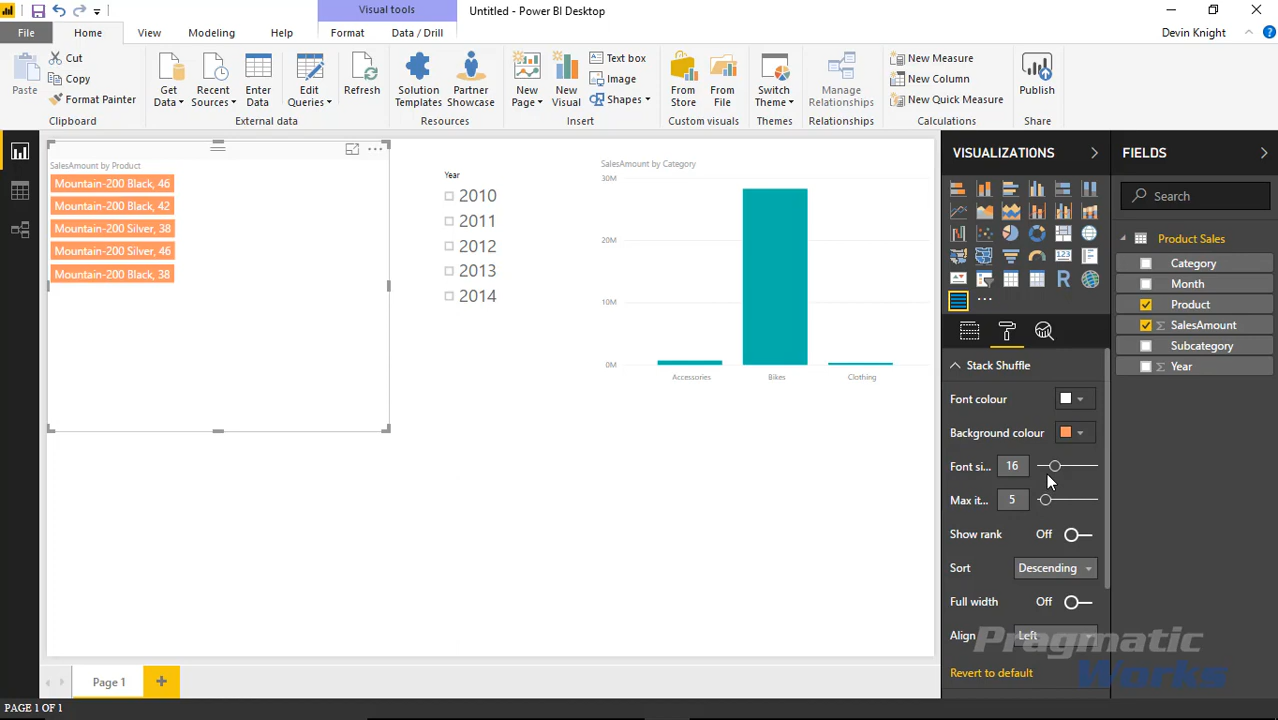 Visual tools
Untitled - Power BI Desktop
File
Home
View
Modeling
Help
Format
Data / Drill
Devin Knight
Paste
Cut
Copy
Format Painter
Clipboard
Get Data
Recent Sources
Enter Data
Edit Queries
Refresh
External data
Solution Templates
Partner Showcase
Resources
New Page
New Visual
Text box
Image
Shapes
Insert
From Store
From File
Custom visuals
Switch Theme
Themes
Manage Relationships
Relationships
New Measure
New Column
New Quick Measure
Calculations
Publish
Share
SalesAmount by Product
Mountain-200 Black, 46
Mountain-200 Black, 42
Mountain-200 Silver, 38
Mountain-200 Silver, 46
Mountain-200 Black, 38
Year
2010
2011
2012
2013
2014
SalesAmount by Category
30M
20M
10M
0M
Accessories
Bikes
Clothing
VISUALIZATIONS
Stack Shuffle
Font colour
Background colour
Font si... 16
Max it... 5
Show rank Off
Sort Descending
Full width Off
Align Left
Revert to default
FIELDS
Search
Product Sales
Category
Month
Product
SalesAmount
Subcategory
Year
Pragmatic
Works
Page 1
PAGE 1 OF 1